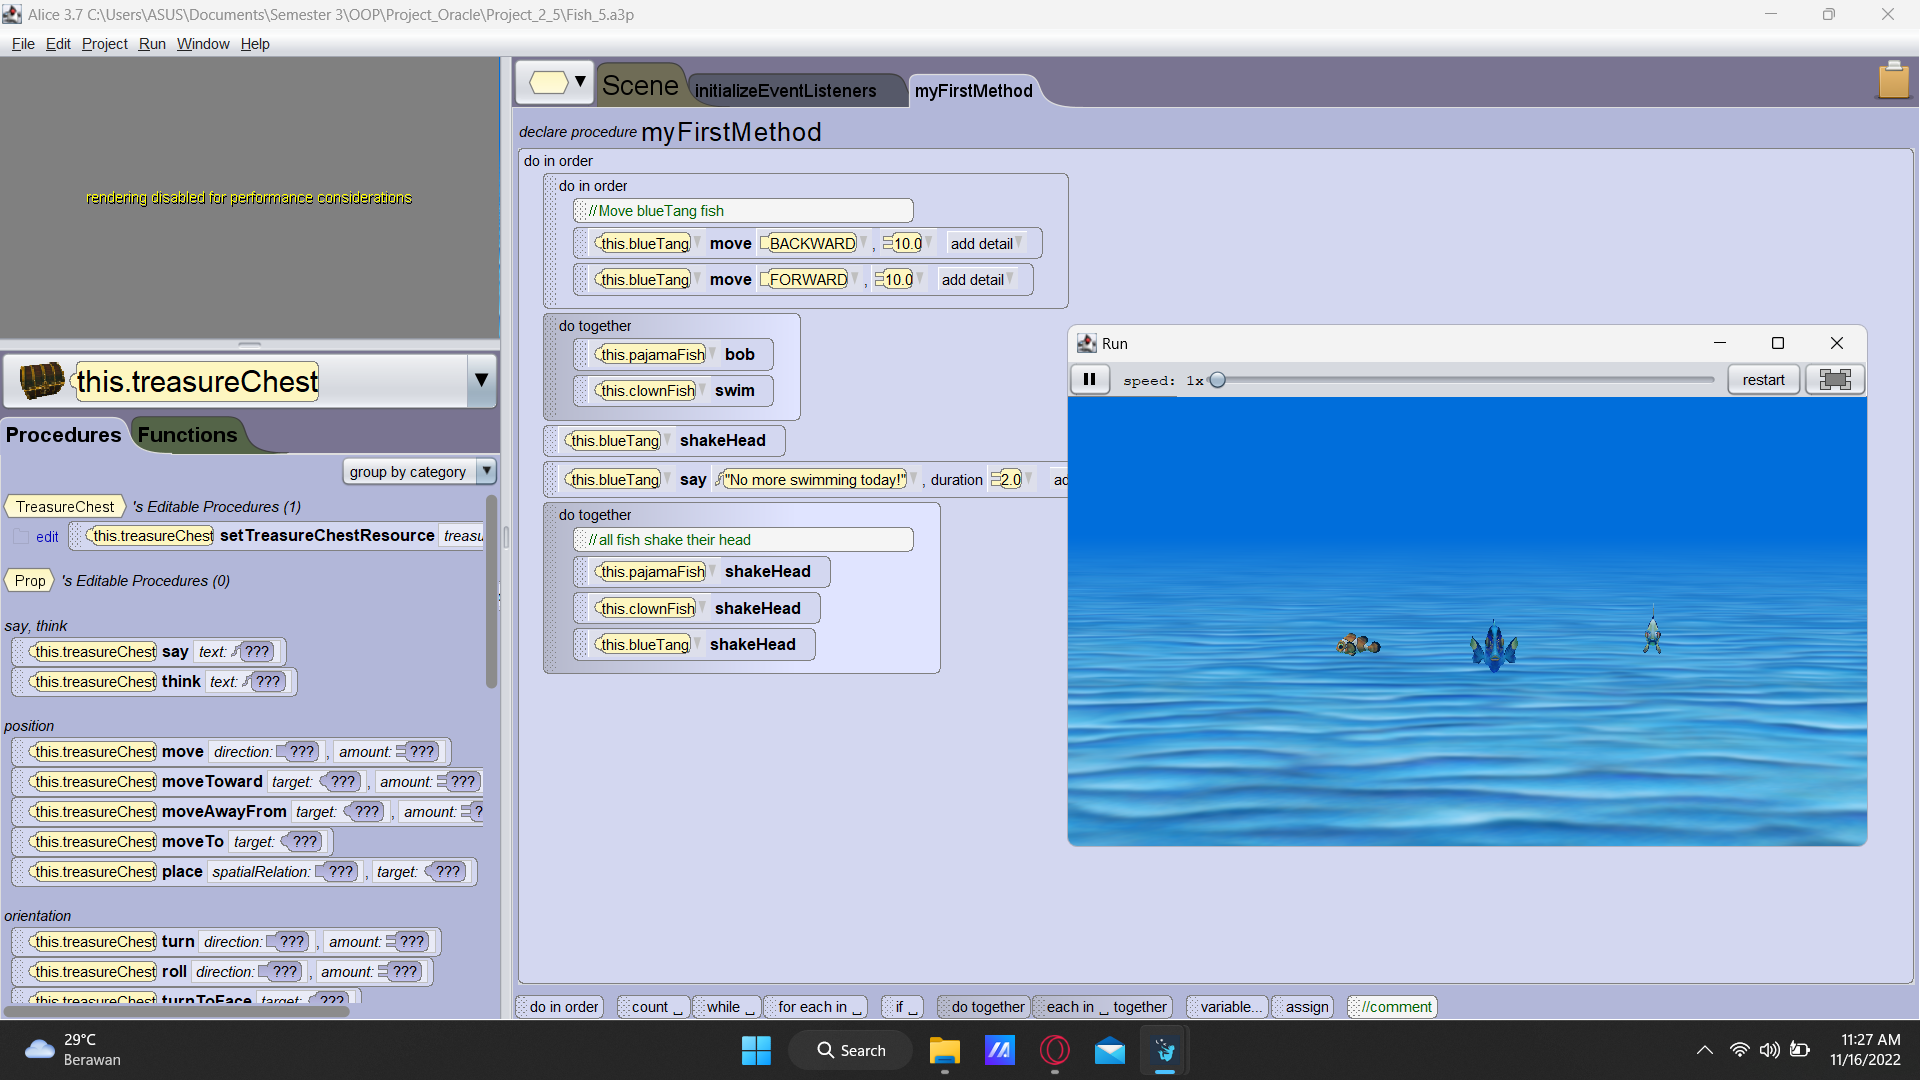 Alice 3.7 C:\Users\ASUS\Documents\Semester 3\OOP\Project_Oracle\Project_2_5\Fish_5.a3p
File Edit Project Run Window Help
rendering disabled for performance considerations
this.treasureChest
Procedures Functions
group by category
TreasureChest 's Editable Procedures (1)
edit this.treasureChest setTreasureChestResource treasu
Prop 's Editable Procedures (0)
say, think
this.treasureChest say text: ???
this.treasureChest think text: ???
position
this.treasureChest move direction: ??? , amount: ???
this.treasureChest moveToward target: ??? , amount: ???
this.treasureChest moveAwayFrom target: ??? , amount: ?
this.treasureChest moveTo target: ???
this.treasureChest place spatialRelation: ??? , target: ???
orientation
this.treasureChest turn direction: ??? , amount: ???
this.treasureChest roll direction: ??? , amount: ???
this.treasureChest turnToFace target: ???
Scene initializeEventListeners myFirstMethod
declare procedure myFirstMethod
do in order
do in order
//Move blueTang fish
this.blueTang move BACKWARD , 10.0 add detail
this.blueTang move FORWARD , 10.0 add detail
do together
this.pajamaFish bob
this.clownFish swim
this.blueTang shakeHead
this.blueTang say "No more swimming today!" , duration 2.0 ad
do together
//all fish shake their head
this.pajamaFish shakeHead
this.clownFish shakeHead
this.blueTang shakeHead
Run
speed: 1x restart
do in order count while for each in if do together each in together variable... assign //comment
29°C
Berawan
Search
11:27 AM
11/16/2022